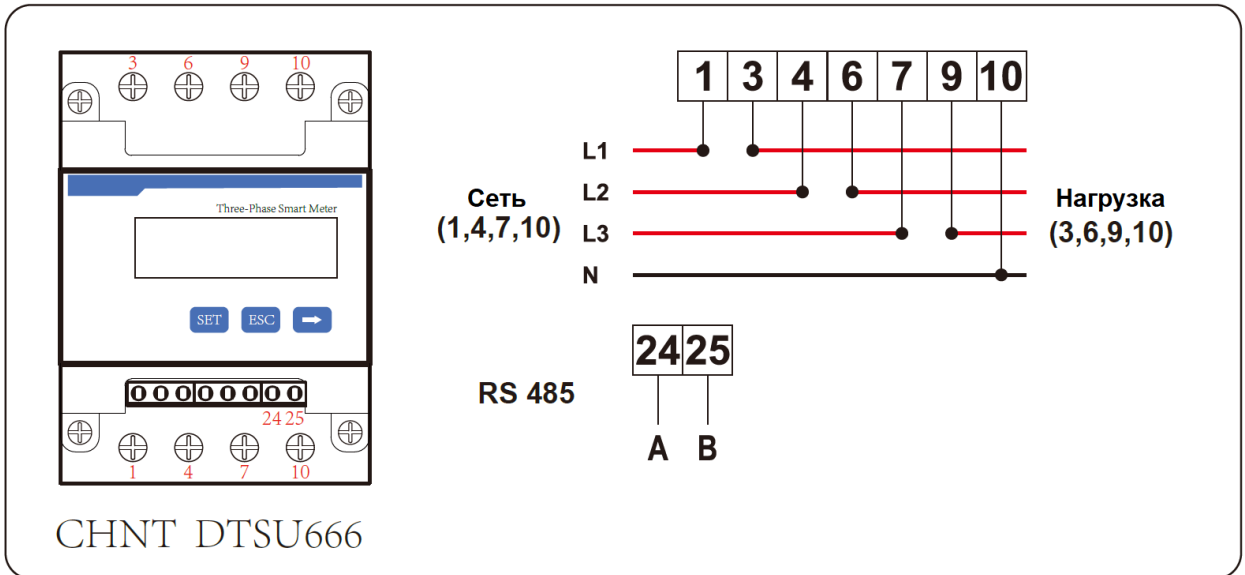 3 6 9 10
Three-Phase Smart Meter
SET ESC
24 25
1 4 7 10
CHNT DTSU666
1 3 4 6 7 9 10
L1
L2
L3
N
Сеть
(1,4,7,10)
Нагрузка
(3,6,9,10)
24 25
RS 485
A B